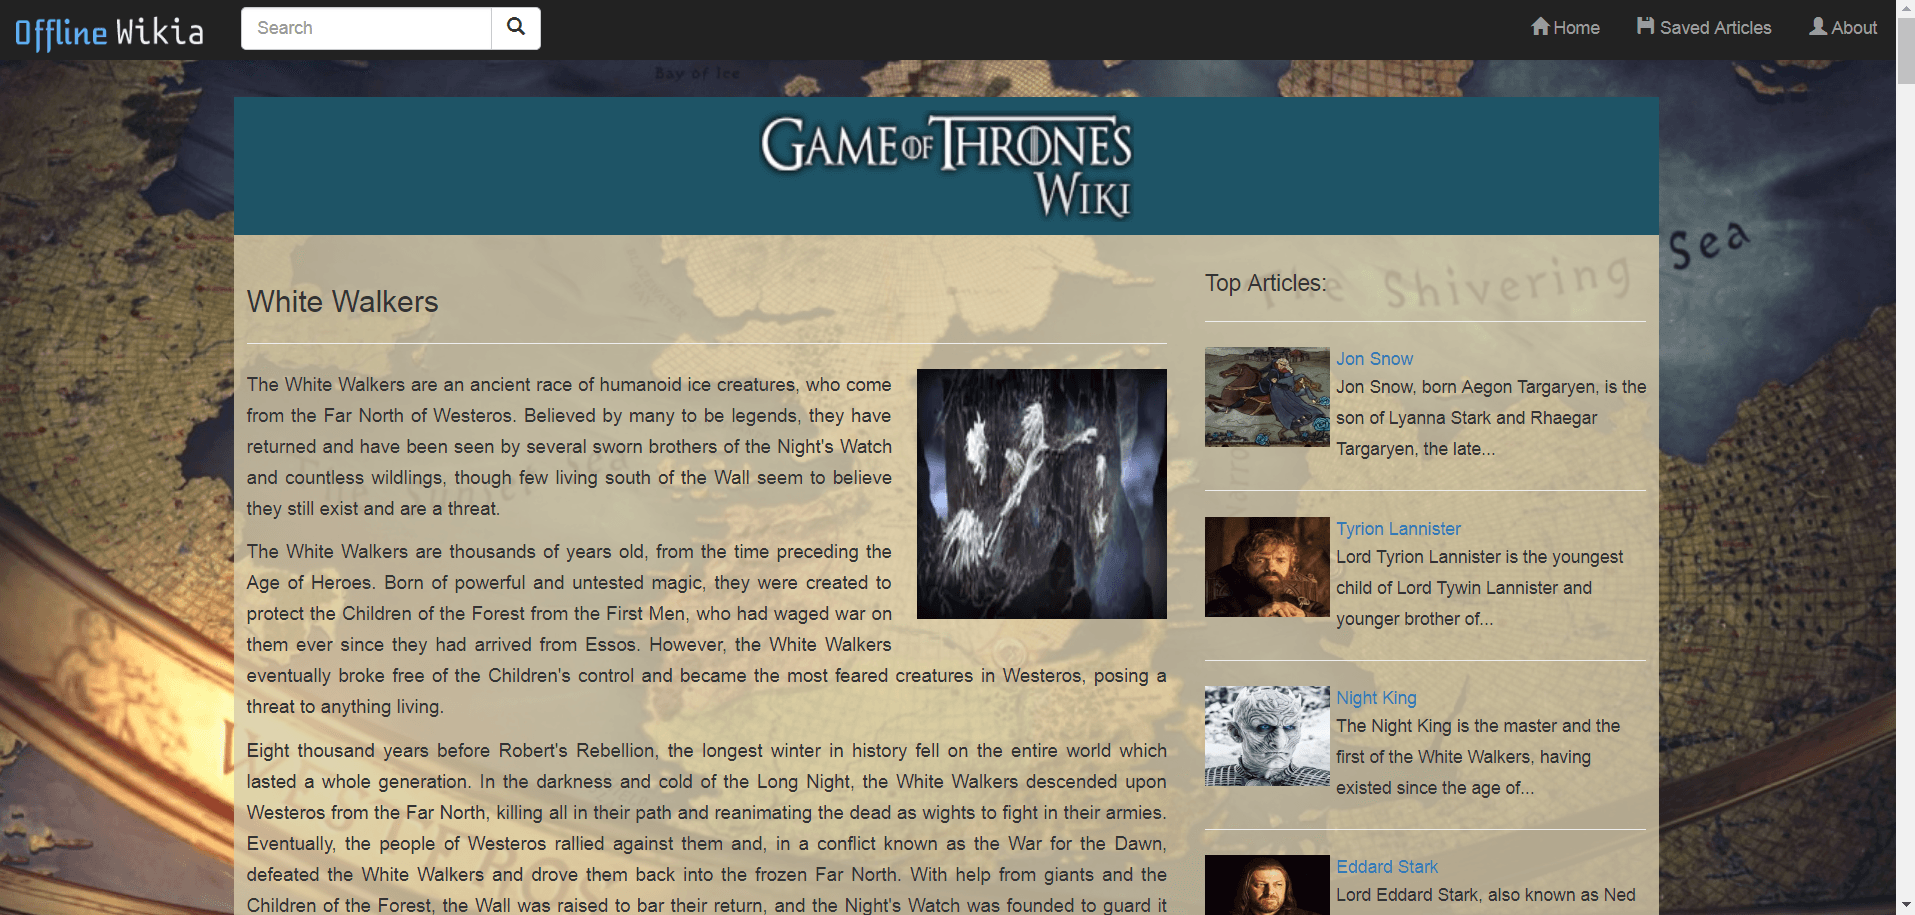 Offline Wikia
Search
Home
Saved Articles
About
Bay of Ice
GAME OF THRONES
WIKI
The Shivering Sea
White Walkers
The White Walkers are an ancient race of humanoid ice creatures, who come
from the Far North of Westeros. Believed by many to be legends, they have
returned and have been seen by several sworn brothers of the Night's Watch
and countless wildlings, though few living south of the Wall seem to believe
they still exist and are a threat.
The White Walkers are thousands of years old, from the time preceding the
Age of Heroes. Born of powerful and untested magic, they were created to
protect the Children of the Forest from the First Men, who had waged war on
them ever since they had arrived from Essos. However, the White Walkers
eventually broke free of the Children's control and became the most feared creatures in Westeros, posing a
threat to anything living.
Eight thousand years before Robert's Rebellion, the longest winter in history fell on the entire world which
lasted a whole generation. In the darkness and cold of the Long Night, the White Walkers descended upon
Westeros from the Far North, killing all in their path and reanimating the dead as wights to fight in their armies.
Eventually, the people of Westeros rallied against them and, in a conflict known as the War for the Dawn,
defeated the White Walkers and drove them back into the frozen Far North. With help from giants and the
Children of the Forest, the Wall was raised to bar their return, and the Night's Watch was founded to guard it
Top Articles:
Jon Snow
Jon Snow, born Aegon Targaryen, is the
son of Lyanna Stark and Rhaegar
Targaryen, the late...
Tyrion Lannister
Lord Tyrion Lannister is the youngest
child of Lord Tywin Lannister and
younger brother of...
Night King
The Night King is the master and the
first of the White Walkers, having
existed since the age of...
Eddard Stark
Lord Eddard Stark, also known as Ned